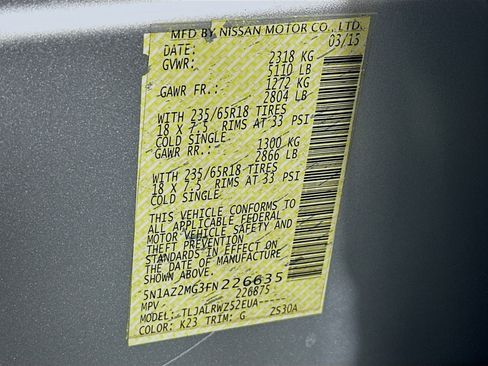 MFD BY NISSAN MOTOR CO., LTD.
DATE: 03/15
GVWR: 2318 KG
5110 LB
GAWR FR.: 1272 KG
2804 LB
WITH 235/65R18 TIRES
18 X 7.5 RIMS AT 33 PSI
COLD SINGLE
GAWR RR.: 1300 KG
2866 LB
WITH 235/65R18 TIRES
18 X 7.5 RIMS AT 33 PSI
COLD SINGLE
THIS VEHICLE CONFORMS TO
ALL APPLICABLE FEDERAL
MOTOR VEHICLE SAFETY AND
THEFT PREVENTION
STANDARDS IN EFFECT ON
THE DATE OF MANUFACTURE
SHOWN ABOVE.
5N1AZ2MG3FN226635
MPV 226875
MODEL: TLJALRWZ52EUA-----
COLOR: K23 TRIM: G ZS30A